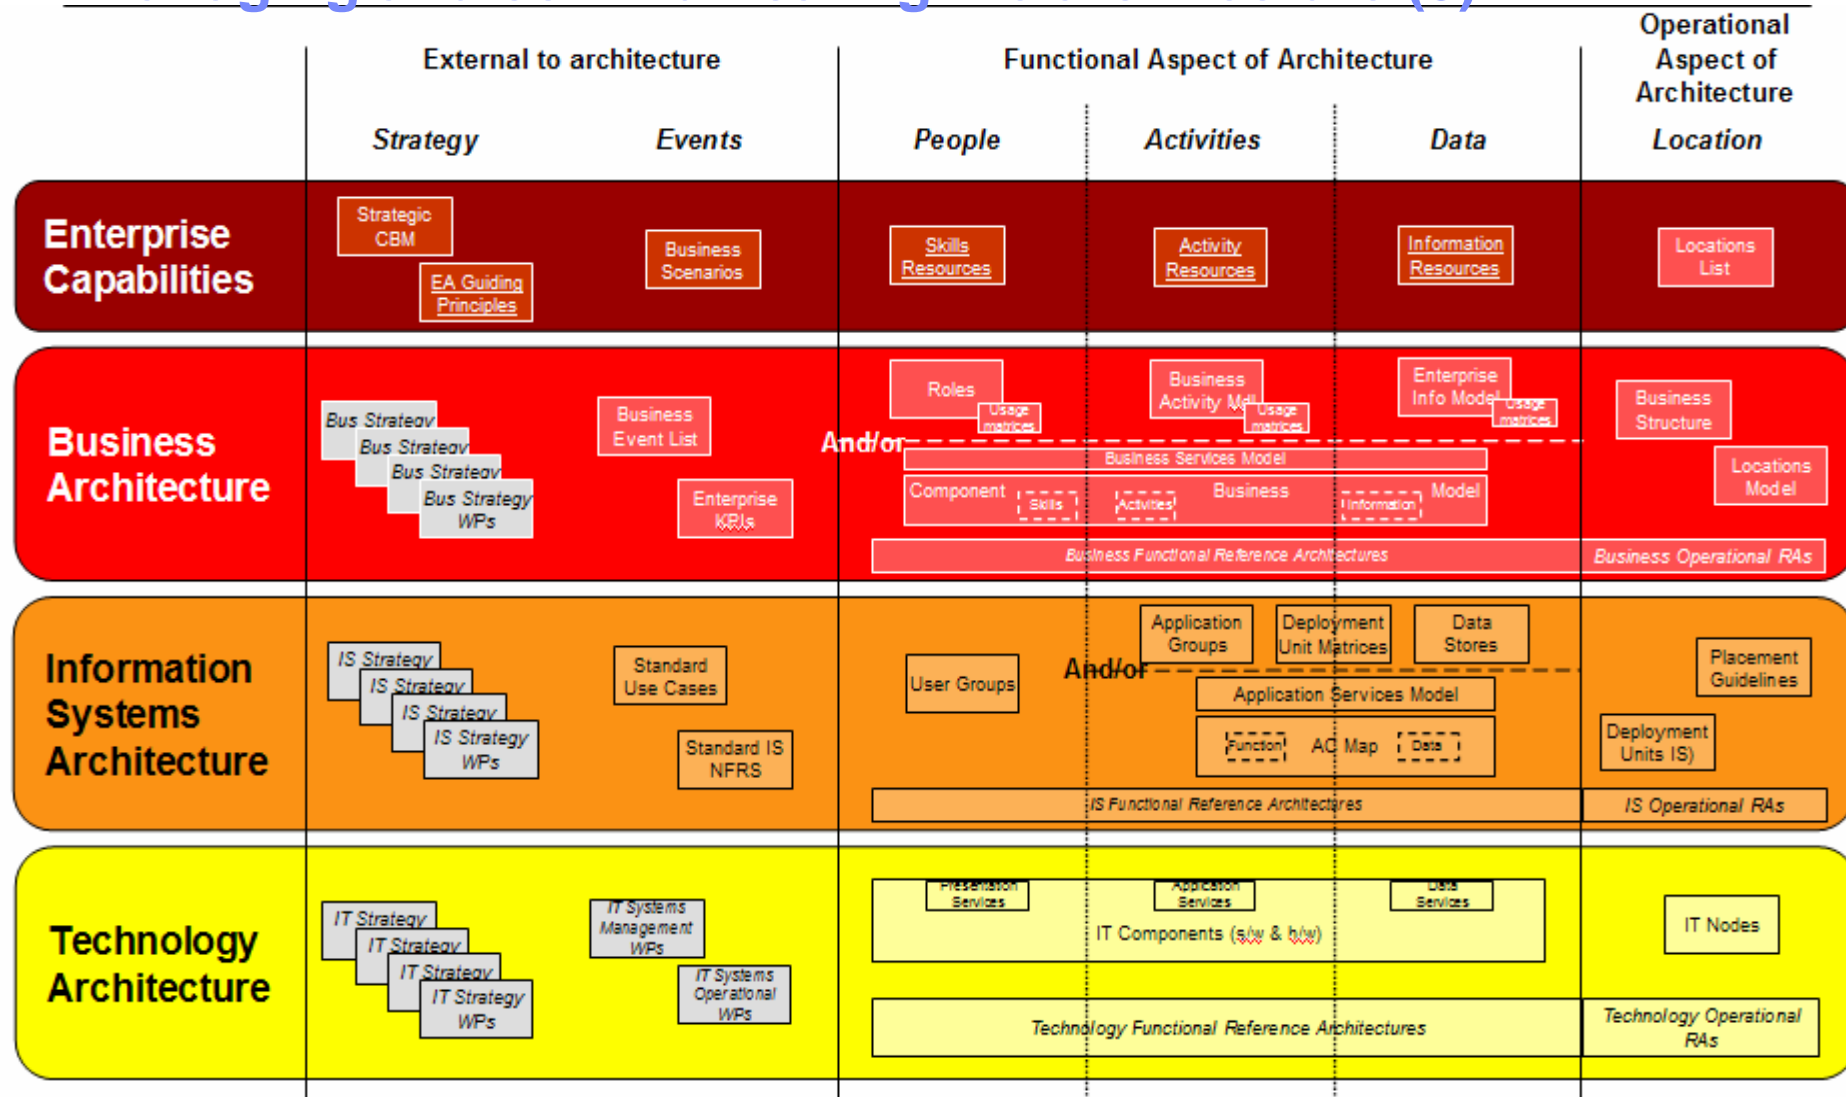 External to architecture
Functional Aspect of Architecture
Operational
Aspect of
Architecture
Strategy
Events
People
Activities
Data
Location
Enterprise
Capabilities
Strategic
CBM
EA Guiding
Principles
Business
Scenarios
Skills
Resources
Activity
Resources
Information
Resources
Locations
List
Business
Architecture
Bus Strategy
Bus Strategy
Bus Strategy
Bus Strategy
WPs
Business
Event List
Enterprise
KPIs
And/or
Roles
Usage
matrices
Business
Activity Mdl
Usage
matrices
Enterprise
Info Model
Usage
matrices
Business Services Model
Component Business Model
Skills
Activities
Information
Business Functional Reference Architectures
Business
Structure
Locations
Model
Business Operational RAs
Information
Systems
Architecture
IS Strategy
IS Strategy
IS Strategy
IS Strategy
WPs
Standard
Use Cases
Standard IS
NFRS
User Groups
And/or
Application
Groups
Deployment
Unit Matrices
Data
Stores
Application Services Model
Function
AC Map
Data
IS Functional Reference Architectures
Placement
Guidelines
Deployment
Units IS)
IS Operational RAs
Technology
Architecture
IT Strategy
IT Strategy
IT Strategy
IT Strategy
WPs
IT Systems
Management
WPs
IT Systems
Operational
WPs
Presentation
Services
Application
Services
Data
Services
IT Components (s/w & h/w)
Technology Functional Reference Architectures
IT Nodes
Technology Operational
RAs